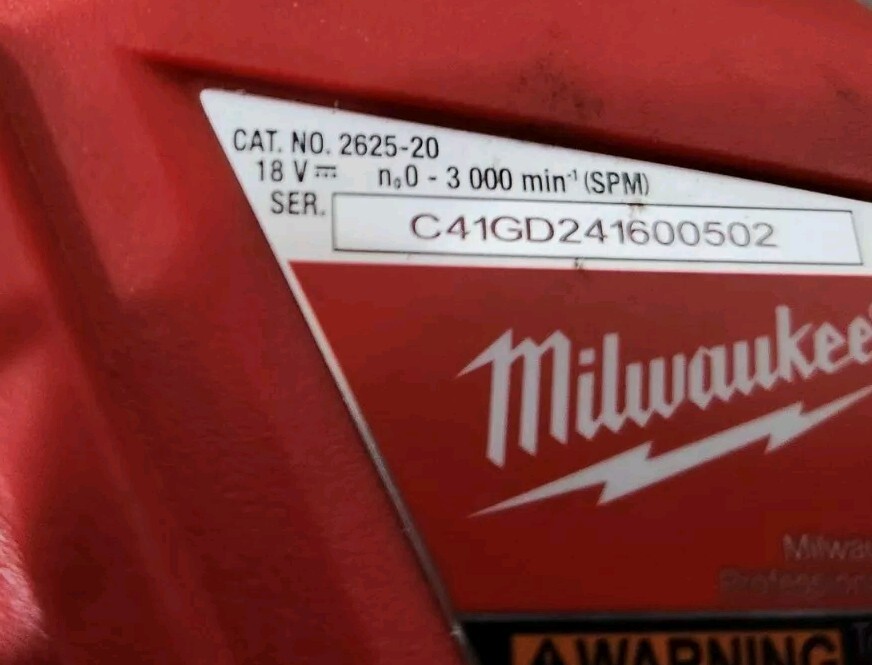 CAT. NO. 2625-20
18 V⎓ n₀0 - 3 000 min⁻¹ (SPM)
SER. C41GD241600502
Milwaukee
WARNING